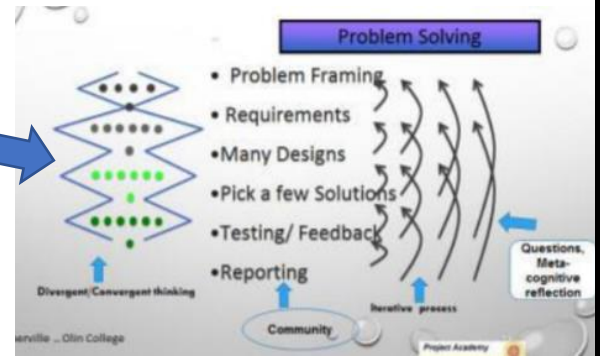 Problem Solving
• Problem Framing
• Requirements
•Many Designs
•Pick a few Solutions
•Testing/ Feedback
•Reporting
Divergent/Convergent thinking
Iterative process
Questions,
Meta-
cognitive
reflection
Community
erville _ Olin College
Project Academy